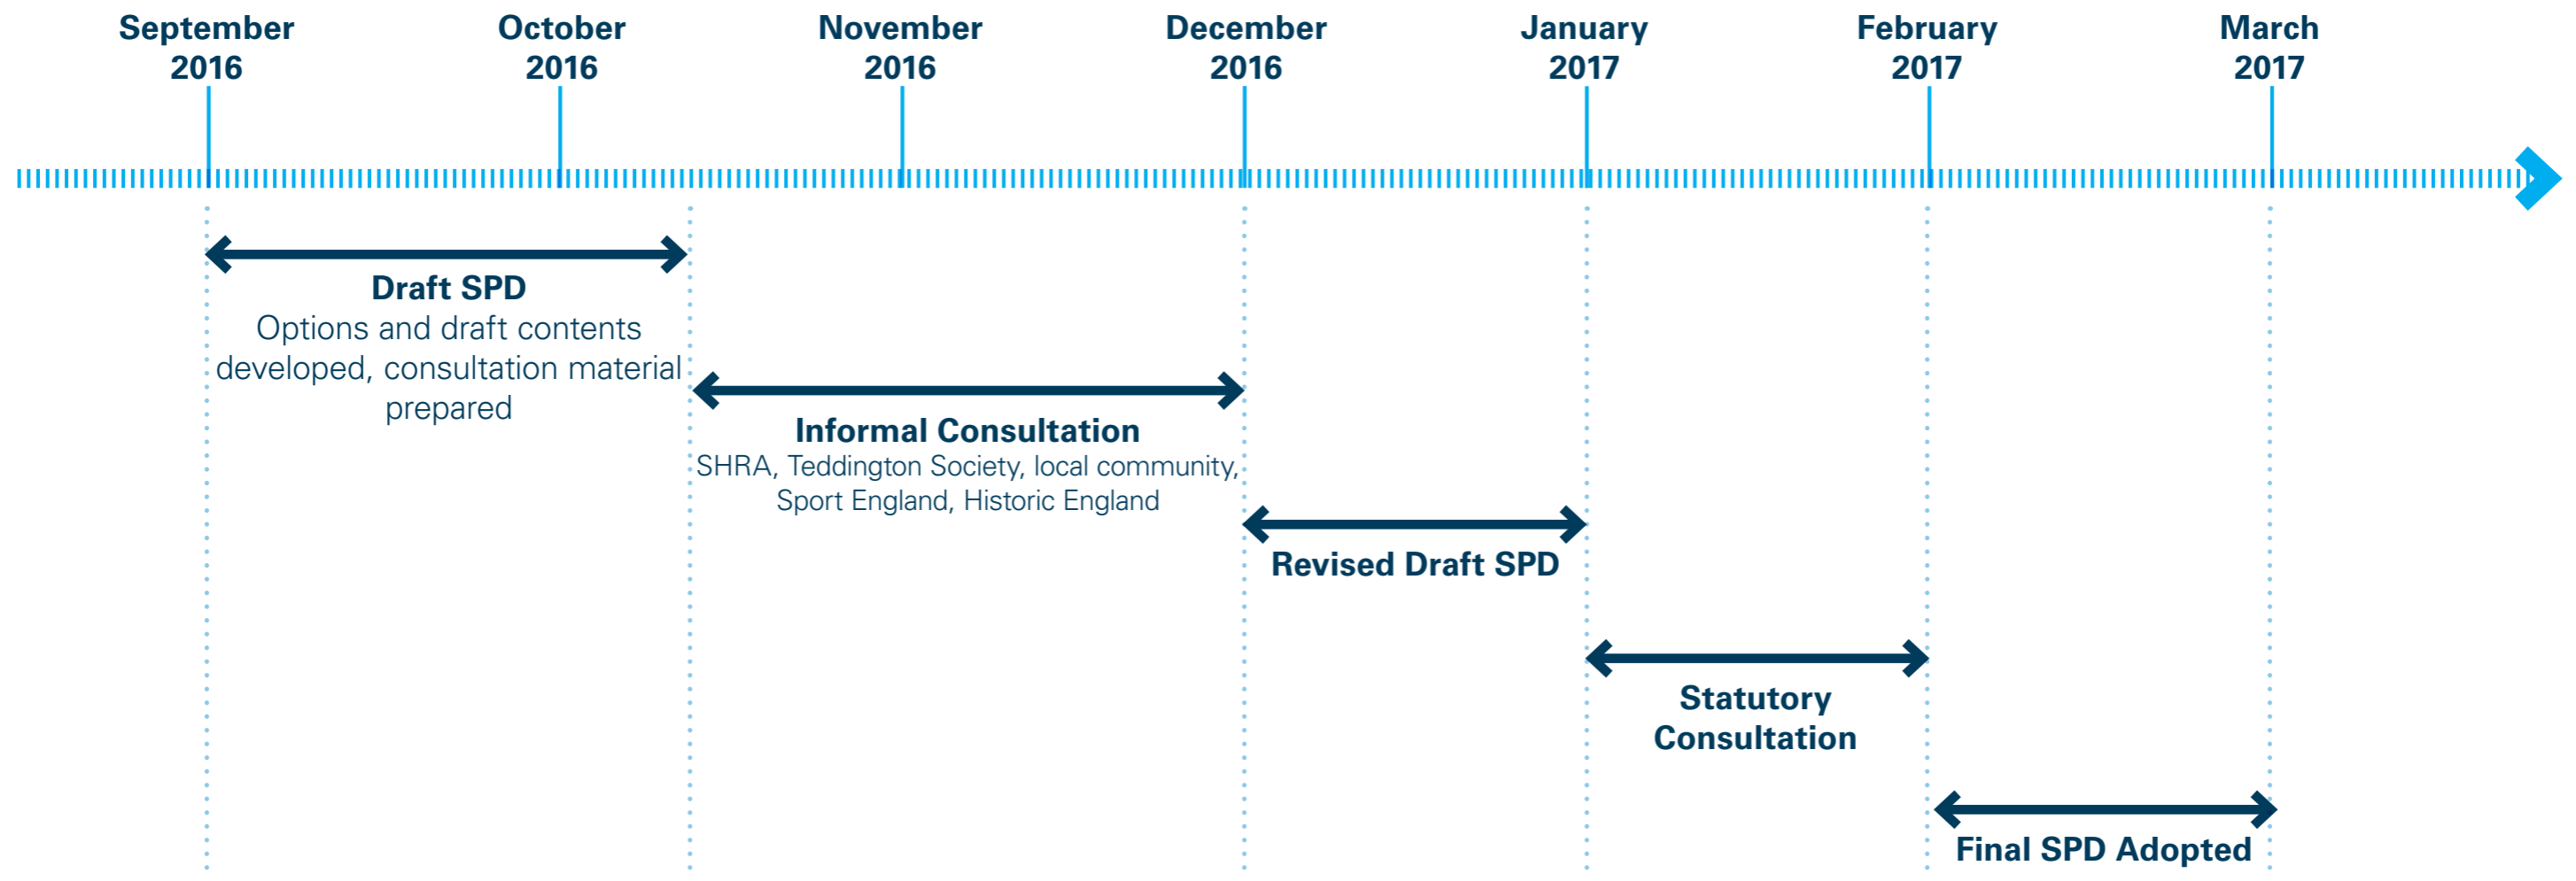 September
2016
October
2016
November
2016
December
2016
January
2017
February
2017
March
2017
Draft SPD
Options and draft contents
developed, consultation material
prepared
Informal Consultation
SHRA, Teddington Society, local community,
Sport England, Historic England
Revised Draft SPD
Statutory
Consultation
Final SPD Adopted